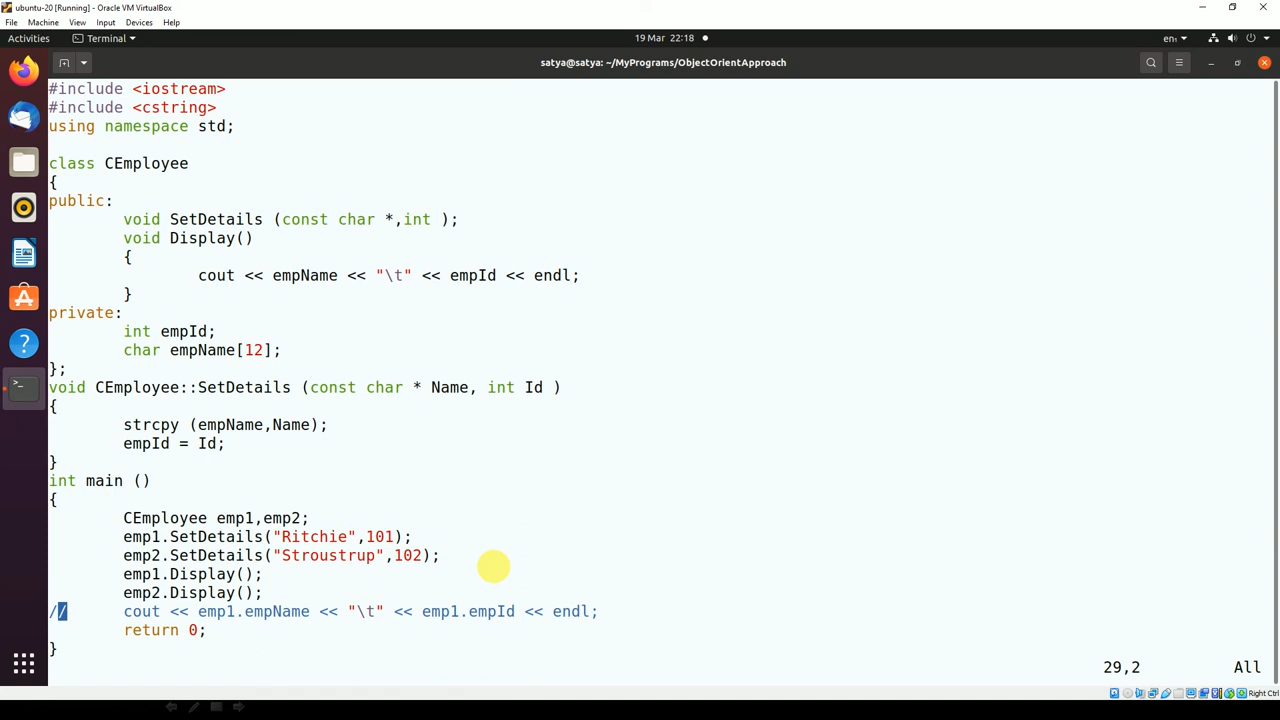 ubuntu-20 [Running] - Oracle VM VirtualBox
File Machine View Input Devices Help
Activities Terminal 19 Mar 22:18 en
satya@satya: ~/MyPrograms/ObjectOrientApproach
#include <iostream>
#include <cstring>
using namespace std;
class CEmployee
{
public:
void SetDetails (const char *,int );
void Display()
{
cout << empName << "\t" << empId << endl;
}
private:
int empId;
char empName[12];
};
void CEmployee::SetDetails (const char * Name, int Id )
{
strcpy (empName,Name);
empId = Id;
}
int main ()
{
CEmployee emp1,emp2;
emp1.SetDetails("Ritchie",101);
emp2.SetDetails("Stroustrup",102);
emp1.Display();
emp2.Display();
// cout << emp1.empName << "\t" << emp1.empId << endl;
return 0;
}
29,2 All
Right Ctrl